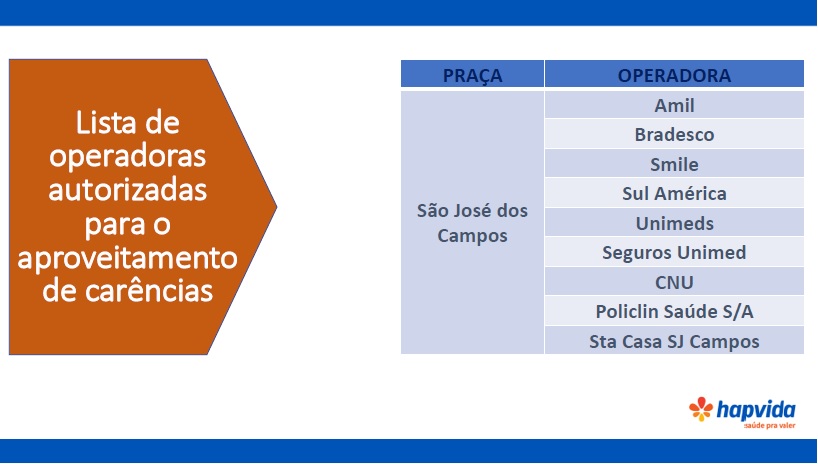 Lista de
operadoras
autorizadas
para o
aproveitamento
de carências
PRAÇA OPERADORA
São José dos
Campos
Amil
Bradesco
Smile
Sul América
Unimeds
Seguros Unimed
CNU
Policlin Saúde S/A
Sta Casa SJ Campos
hapvida
saúde pra valer